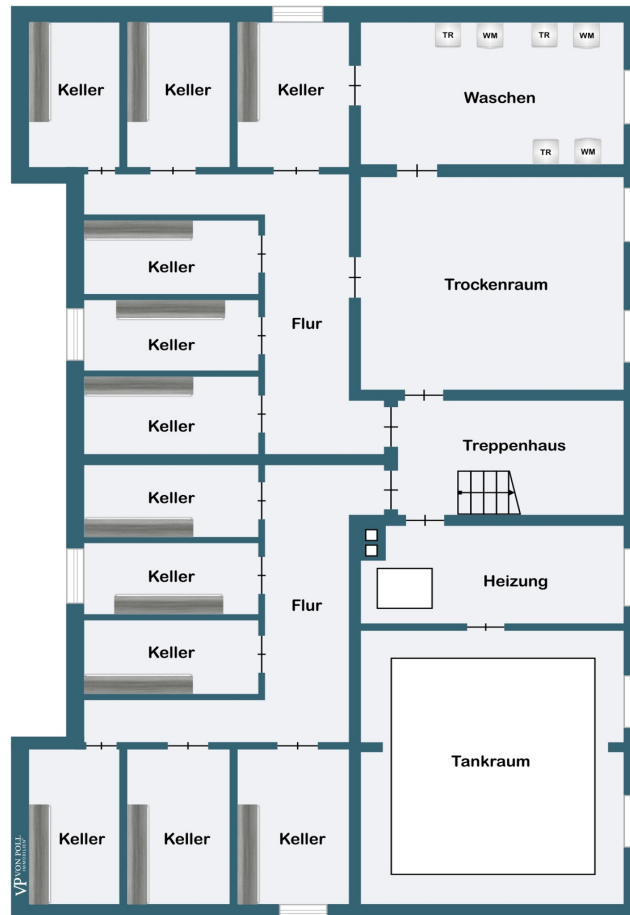 TR WM TR WM
Keller Keller Keller Waschen
TR WM
Keller
Trockenraum
Flur
Keller
Keller
Treppenhaus
Keller
Keller Heizung
Flur
Keller
Tankraum
Keller Keller Keller
VP VON POLL
IMMOBILIEN